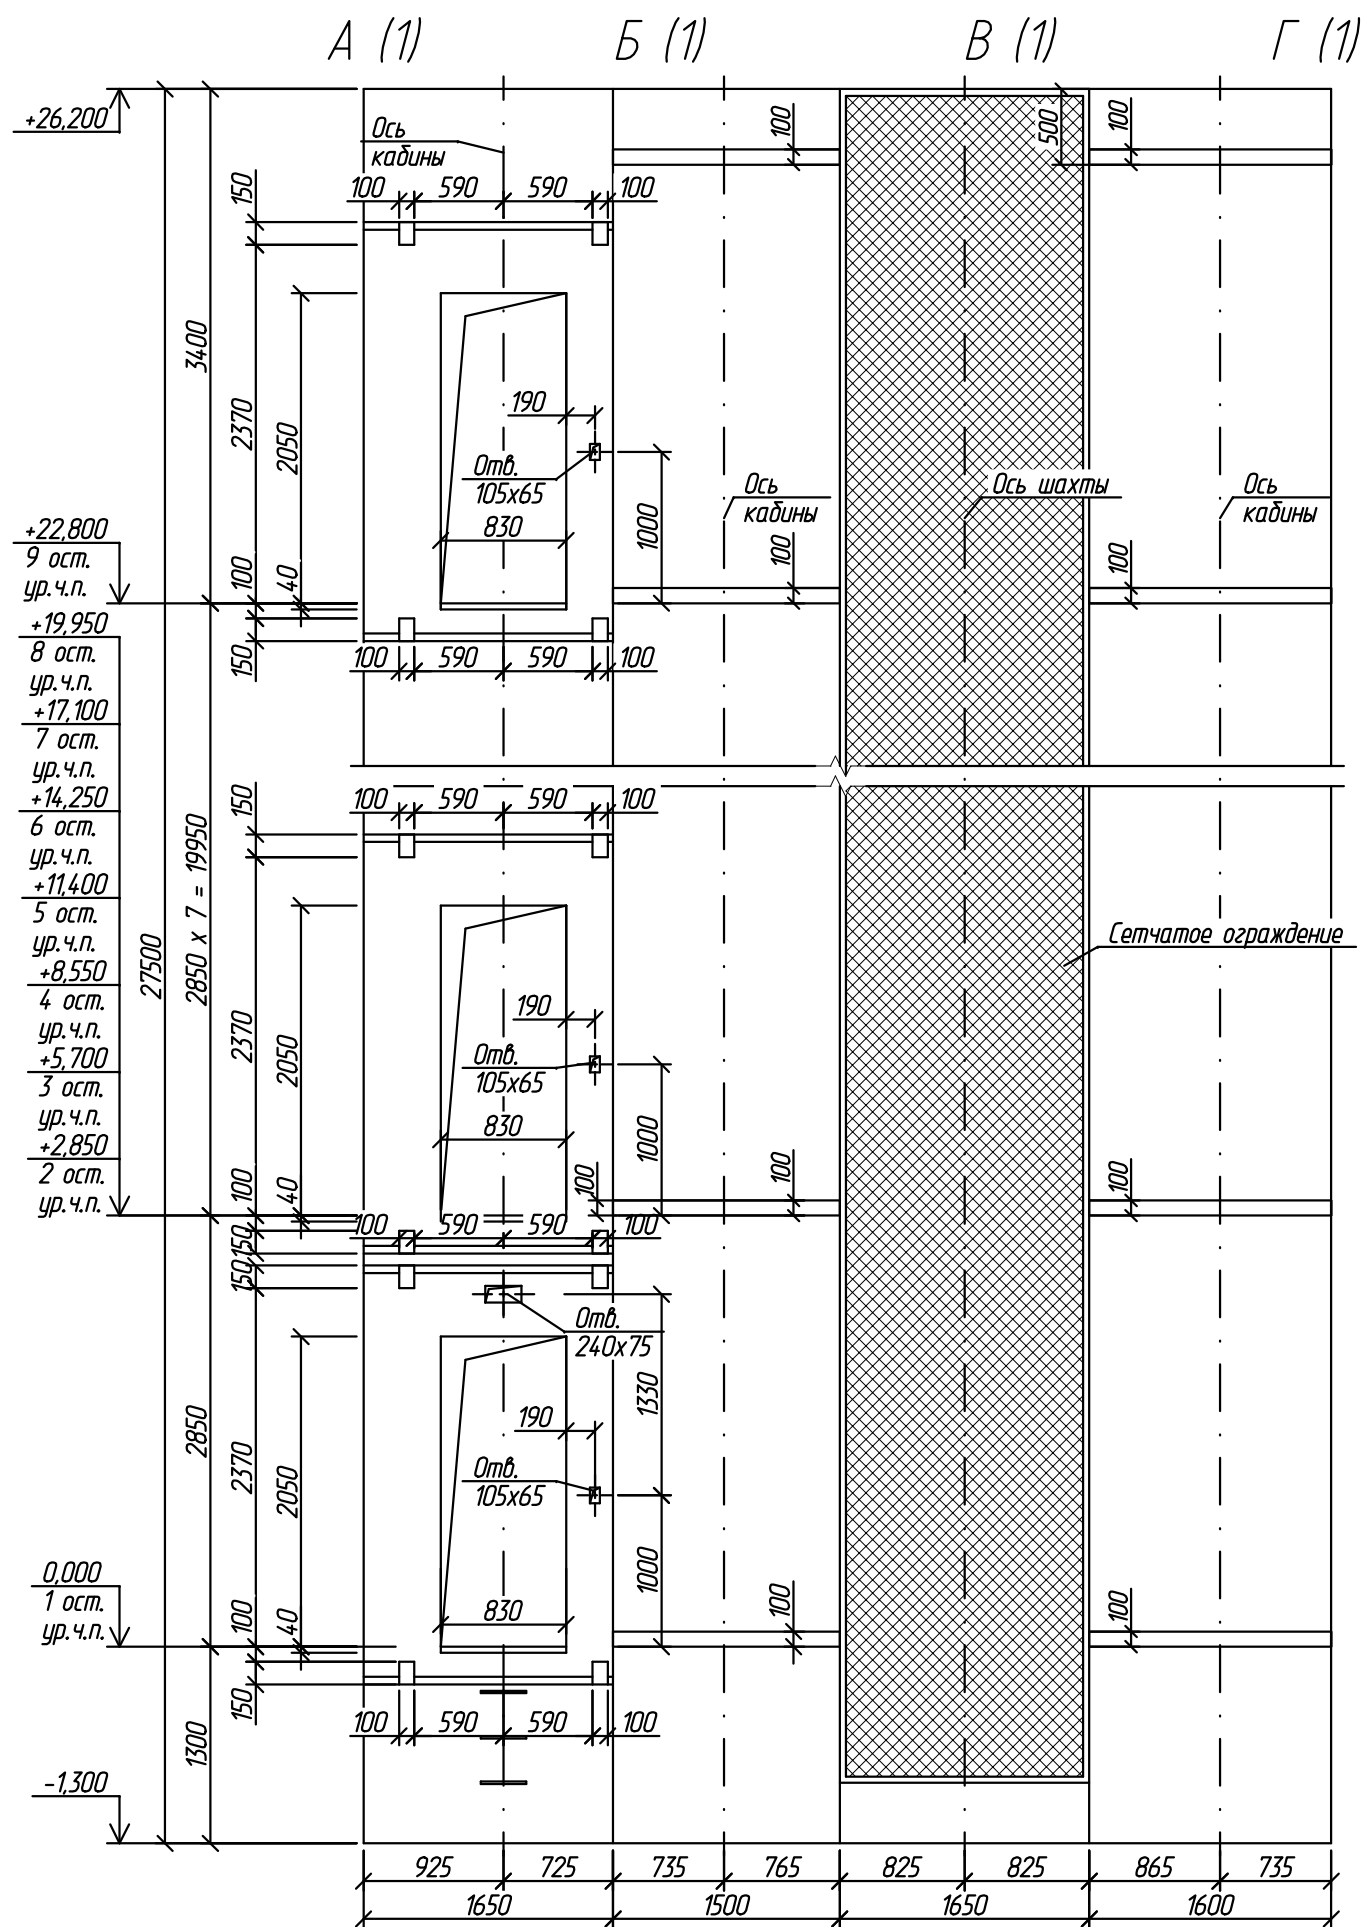 А (1)
Б (1)
В (1)
Г (1)
+26,200
Ось
кабины
100
500
100
150
100
590
590
100
3400
2370
2050
190
Отв.
105х65
830
1000
Ось
кабины
Ось шахты
Ось
кабины
+22,800
9 ост.
ур.ч.п.
100
40
100
100
+19,950
8 ост.
ур.ч.п.
150
100
590
590
100
+17,100
7 ост.
ур.ч.п.
+14,250
6 ост.
ур.ч.п.
150
100
590
590
100
+11,400
5 ост.
ур.ч.п.
27500
2850 х 7 = 19950
Сетчатое ограждение
+8,550
4 ост.
ур.ч.п.
2370
2050
190
Отв.
105х65
830
1000
+5,700
3 ост.
ур.ч.п.
+2,850
2 ост.
ур.ч.п.
100
40
100
100
100
150
100
590
590
100
150
Отв.
240х75
1330
2850
2370
2050
190
Отв.
105х65
830
1000
0,000
1 ост.
ур.ч.п.
100
40
100
100
150
100
590
590
100
1300
-1,300
925
725
735
765
825
825
865
735
1650
1500
1650
1600